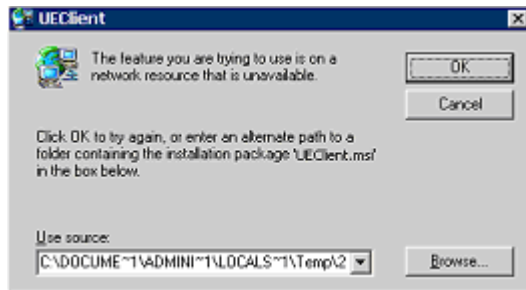 UEClient
The feature you are trying to use is on a
network resource that is unavailable.
OK
Cancel
Click OK to try again, or enter an alternate path to a
folder containing the installation package 'UEClient.msi'
in the box below.
Use source:
C:\DOCUME~1\ADMINI~1\LOCALS~1\Temp\2
Browse...